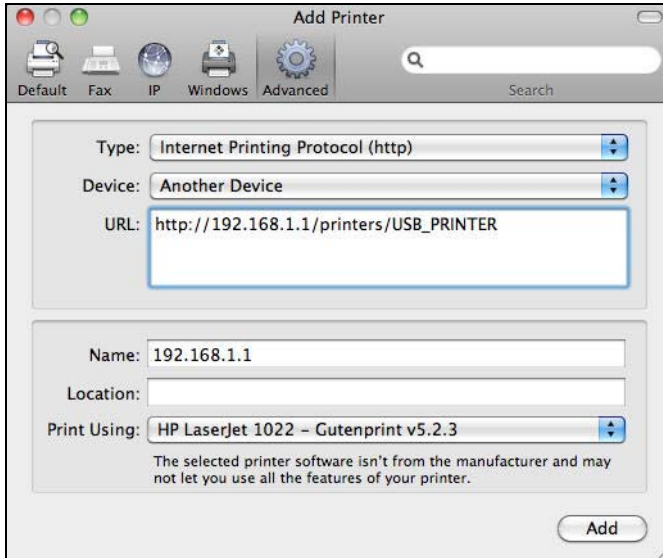 Add Printer
Default Fax IP Windows Advanced Search
Type: Internet Printing Protocol (http)
Device: Another Device
URL: http://192.168.1.1/printers/USB_PRINTER
Name: 192.168.1.1
Location:
Print Using: HP LaserJet 1022 – Gutenprint v5.2.3
The selected printer software isn't from the manufacturer and may
not let you use all the features of your printer.
Add